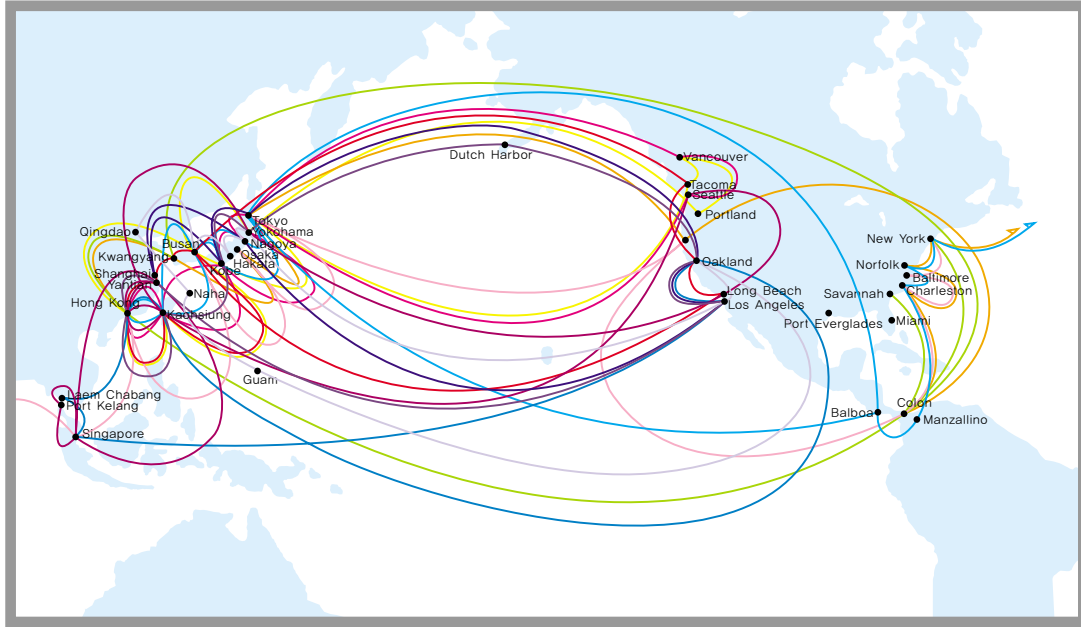 Dutch Harbor
Vancouver
Tacoma
Seattle
Portland
Qingdao
Tokyo
Yokohama
Busan
Nagoya
Osaka
Kwangyang
Hakata
Kobe
Shanghai
Yantian
Naha
Hong Kong
Kaohsiung
Guam
Laem Chabang
Port Kelang
Singapore
Oakland
Long Beach
Los Angeles
New York
Norfolk
Baltimore
Charleston
Savannah
Port Everglades
Miami
Colon
Balboa
Manzallino